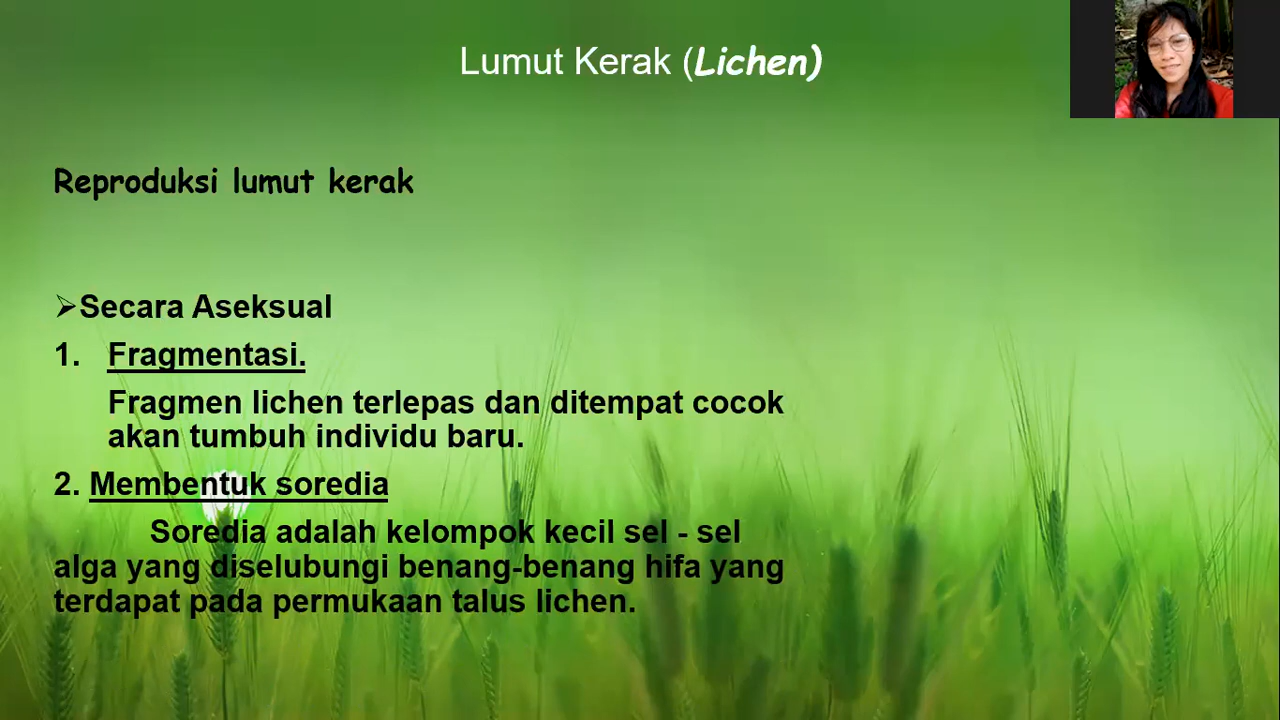 Lumut Kerak (Lichen)
Reproduksi lumut kerak
➢Secara Aseksual
1. Fragmentasi.
Fragmen lichen terlepas dan ditempat cocok
akan tumbuh individu baru.
2. Membentuk soredia
Soredia adalah kelompok kecil sel - sel
alga yang diselubungi benang-benang hifa yang
terdapat pada permukaan talus lichen.